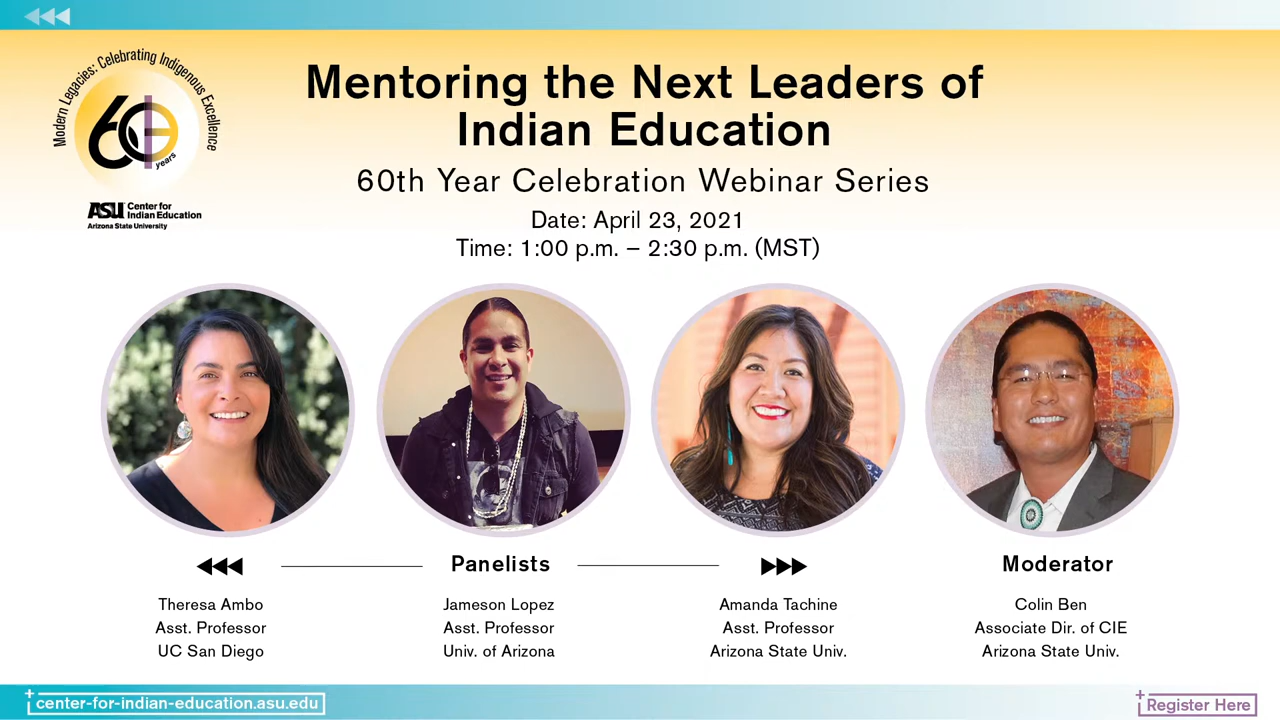 Modern Legacies: Celebrating Indigenous Excellence
60
years
ASU Center for
Indian Education
Arizona State University
Mentoring the Next Leaders of
Indian Education
60th Year Celebration Webinar Series
Date: April 23, 2021
Time: 1:00 p.m. – 2:30 p.m. (MST)
Panelists
Moderator
Theresa Ambo
Asst. Professor
UC San Diego
Jameson Lopez
Asst. Professor
Univ. of Arizona
Amanda Tachine
Asst. Professor
Arizona State Univ.
Colin Ben
Associate Dir. of CIE
Arizona State Univ.
center-for-indian-education.asu.edu
Register Here